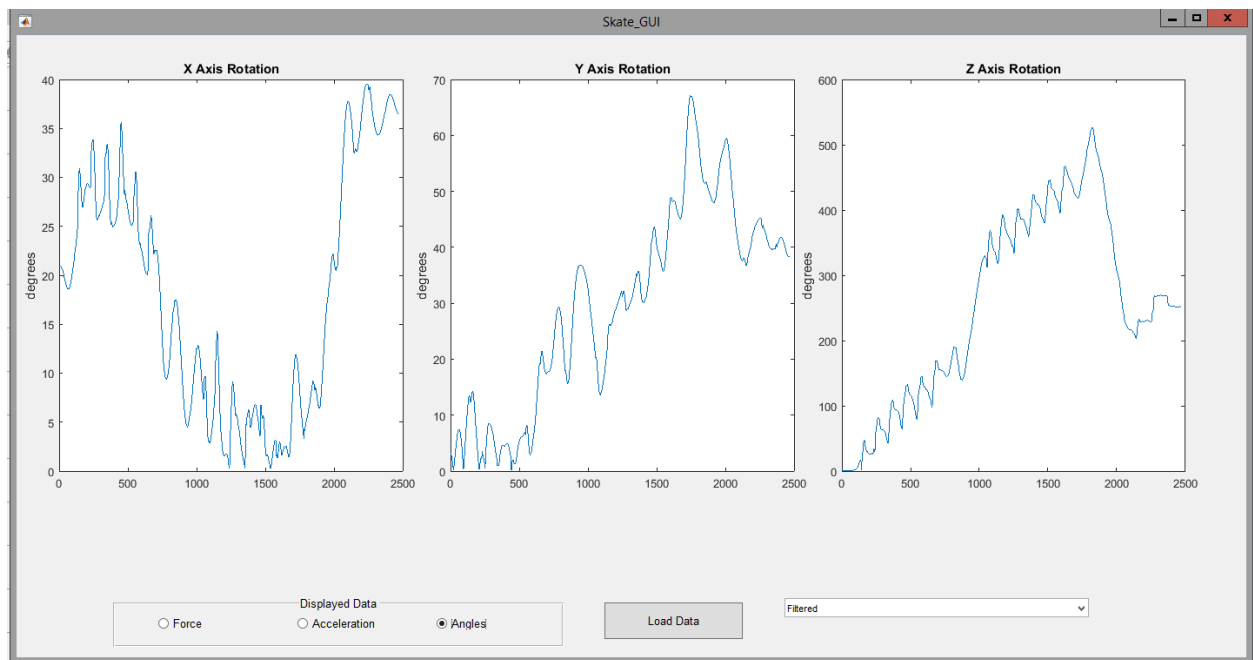 Skate_GUI
X Axis Rotation
40
35
30
25
20
15
10
5
0
degrees
0 500 1000 1500 2000 2500
Y Axis Rotation
70
60
50
40
30
20
10
0
degrees
0 500 1000 1500 2000 2500
Z Axis Rotation
600
500
400
300
200
100
0
degrees
0 500 1000 1500 2000 2500
Displayed Data
Force Acceleration Angles
Load Data
Filtered